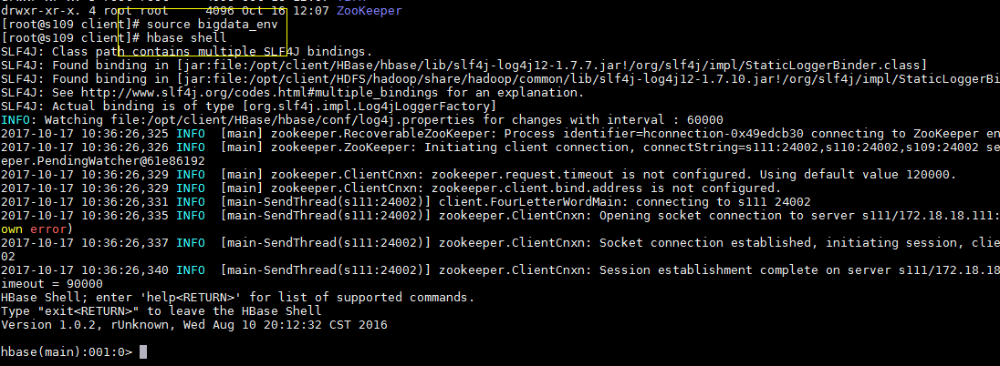 drwxr-xr-x. 4 root root 4096 Oct 16 12:07 ZooKeeper
[root@s109 client]# source bigdata_env
[root@s109 client]# hbase shell
SLF4J: Class path contains multiple SLF4J bindings.
SLF4J: Found binding in [jar:file:/opt/client/HBase/hbase/lib/slf4j-log4j12-1.7.7.jar!/org/slf4j/impl/StaticLoggerBinder.class]
SLF4J: Found binding in [jar:file:/opt/client/HDFS/hadoop/share/hadoop/common/lib/slf4j-log4j12-1.7.10.jar!/org/slf4j/impl/StaticLoggerBi
SLF4J: See http://www.slf4j.org/codes.html#multiple_bindings for an explanation.
SLF4J: Actual binding is of type [org.slf4j.impl.Log4jLoggerFactory]
INFO: Watching file:/opt/client/HBase/hbase/conf/log4j.properties for changes with interval : 60000
2017-10-17 10:36:26,325 INFO  [main] zookeeper.RecoverableZooKeeper: Process identifier=hconnection-0x49edcb30 connecting to ZooKeeper en
2017-10-17 10:36:26,326 INFO  [main] zookeeper.ZooKeeper: Initiating client connection, connectString=s111:24002,s110:24002,s109:24002 se
eper.PendingWatcher@61e86192
2017-10-17 10:36:26,329 INFO  [main] zookeeper.ClientCnxn: zookeeper.request.timeout is not configured. Using default value 120000.
2017-10-17 10:36:26,329 INFO  [main] zookeeper.ClientCnxn: zookeeper.client.bind.address is not configured.
2017-10-17 10:36:26,331 INFO  [main-SendThread(s111:24002)] client.FourLetterWordMain: connecting to s111 24002
2017-10-17 10:36:26,335 INFO  [main-SendThread(s111:24002)] zookeeper.ClientCnxn: Opening socket connection to server s111/172.18.18.111:
own error)
2017-10-17 10:36:26,337 INFO  [main-SendThread(s111:24002)] zookeeper.ClientCnxn: Socket connection established, initiating session, clie
02
2017-10-17 10:36:26,340 INFO  [main-SendThread(s111:24002)] zookeeper.ClientCnxn: Session establishment complete on server s111/172.18.18
imeout = 90000
HBase Shell; enter 'help<RETURN>' for list of supported commands.
Type "exit<RETURN>" to leave the HBase Shell
Version 1.0.2, rUnknown, Wed Aug 10 20:12:32 CST 2016
hbase(main):001:0>